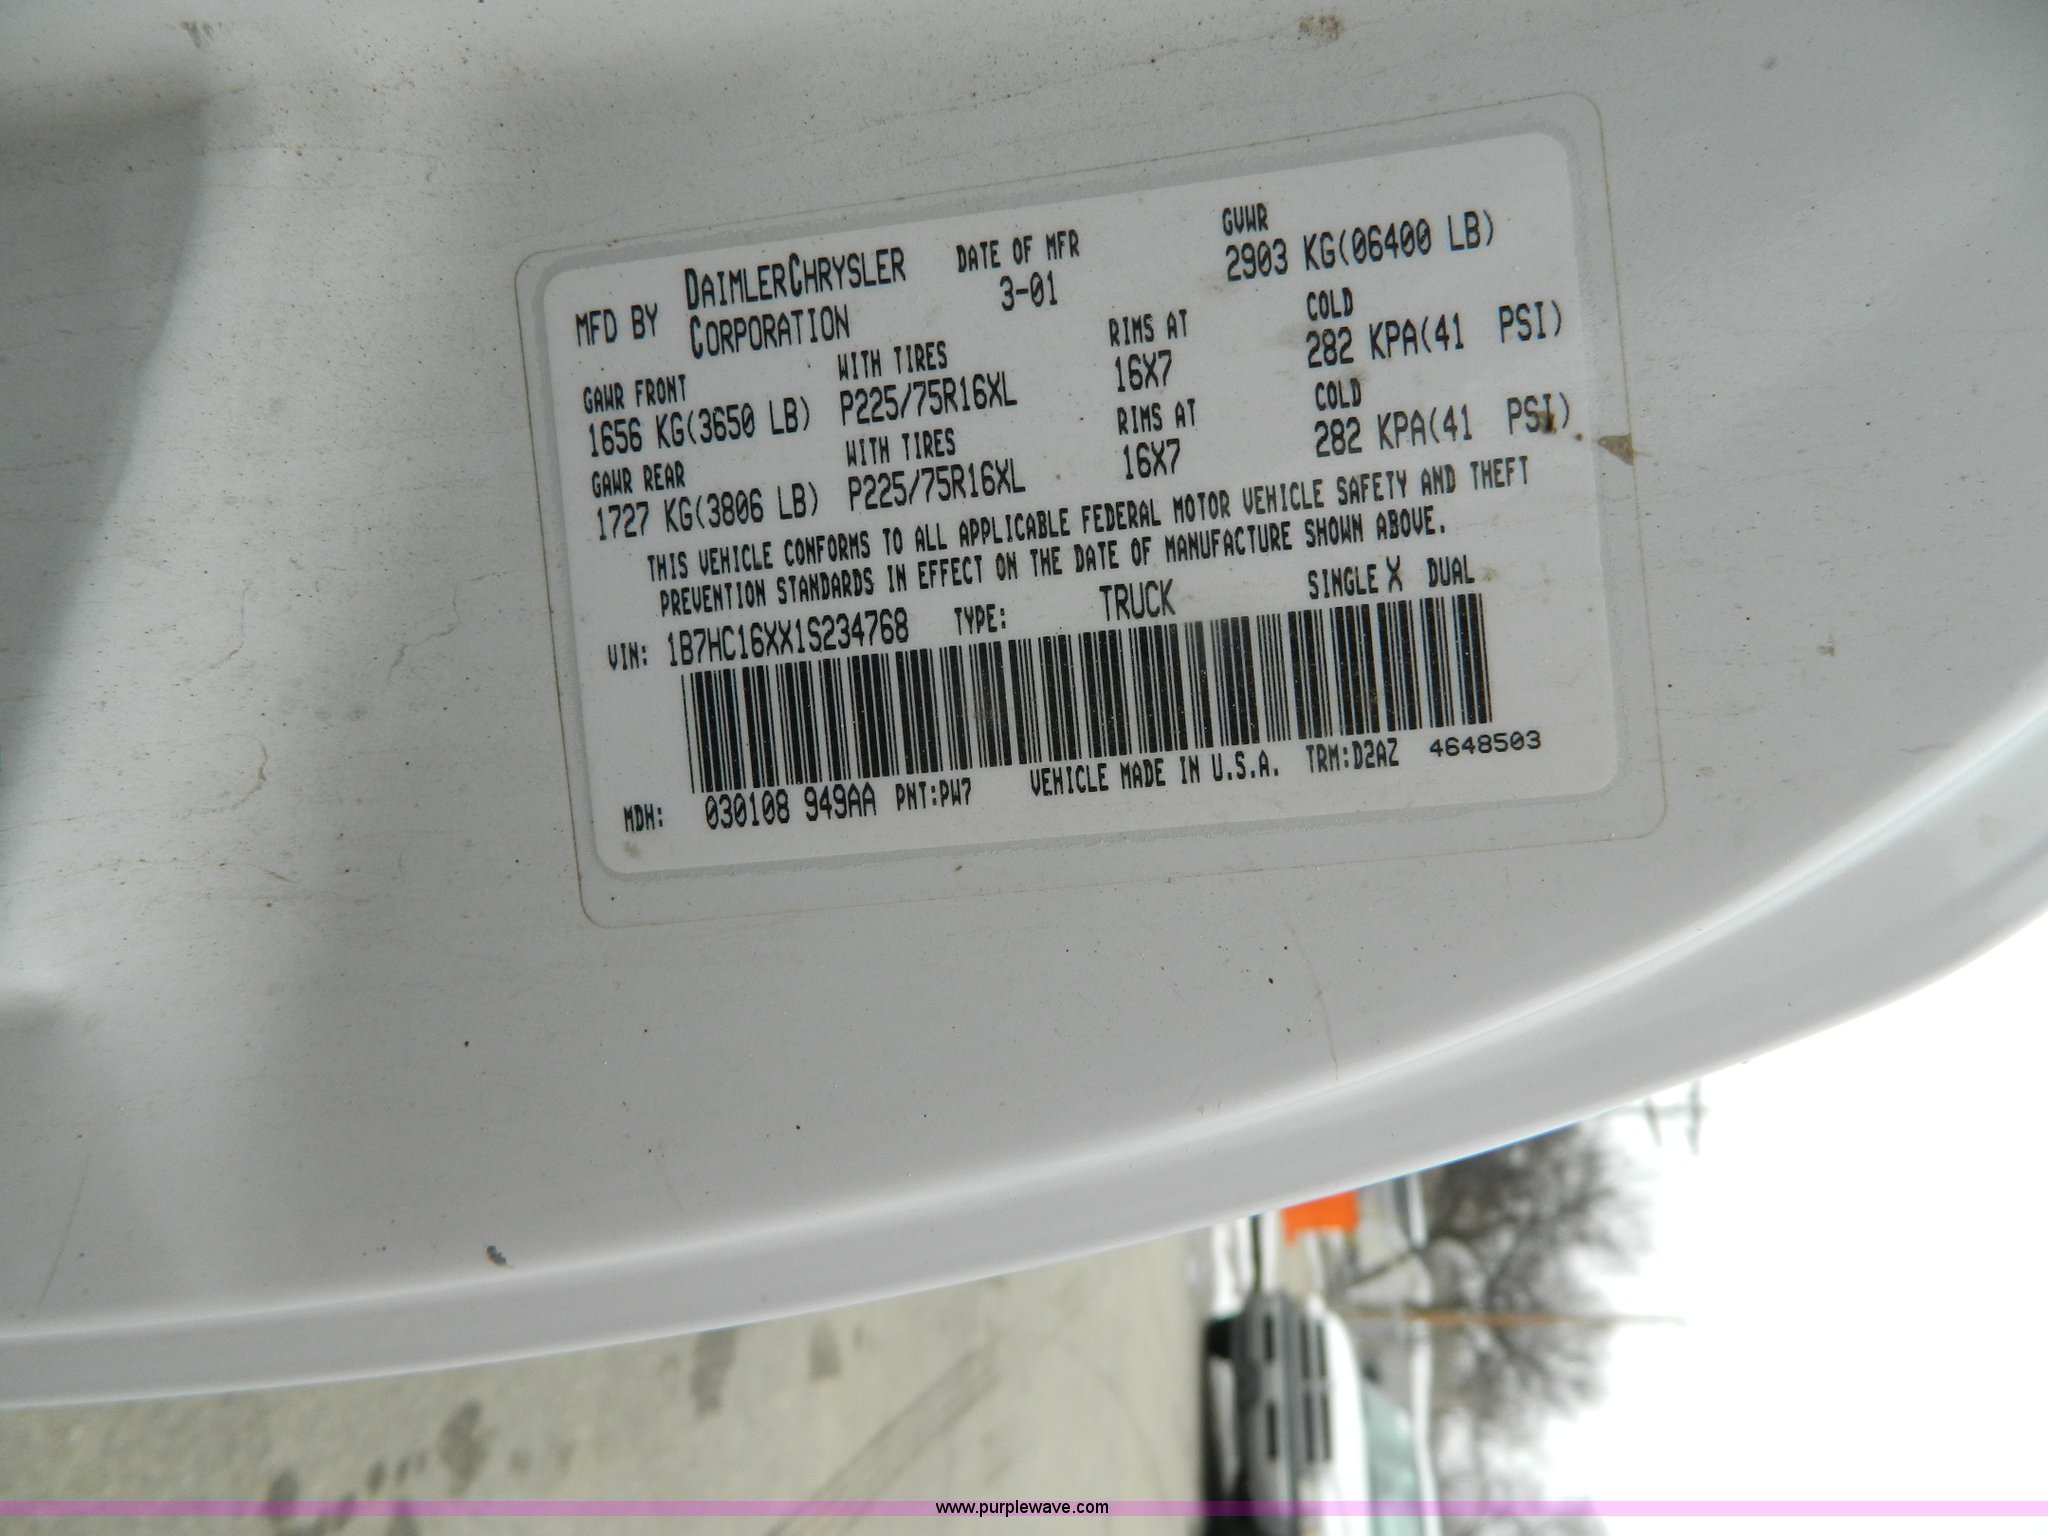 MFD BY DAIMLERCHRYSLER CORPORATION DATE OF MFR 3-01 GVWR 2903 KG(06400 LB)
GAWR FRONT WITH TIRES RIMS AT COLD
1656 KG(3650 LB) P225/75R16XL 16X7 282 KPA(41 PSI)
GAWR REAR WITH TIRES RIMS AT COLD
1727 KG(3806 LB) P225/75R16XL 16X7 282 KPA(41 PSI)
THIS VEHICLE CONFORMS TO ALL APPLICABLE FEDERAL MOTOR VEHICLE SAFETY AND THEFT
PREVENTION STANDARDS IN EFFECT ON THE DATE OF MANUFACTURE SHOWN ABOVE.
VIN: 1B7HC16XX1S234768 TYPE: TRUCK SINGLE X DUAL
MDH: 030108 949AA PNT:PW7 VEHICLE MADE IN U.S.A. TRM:D2AZ 4648503
www.purplewave.com